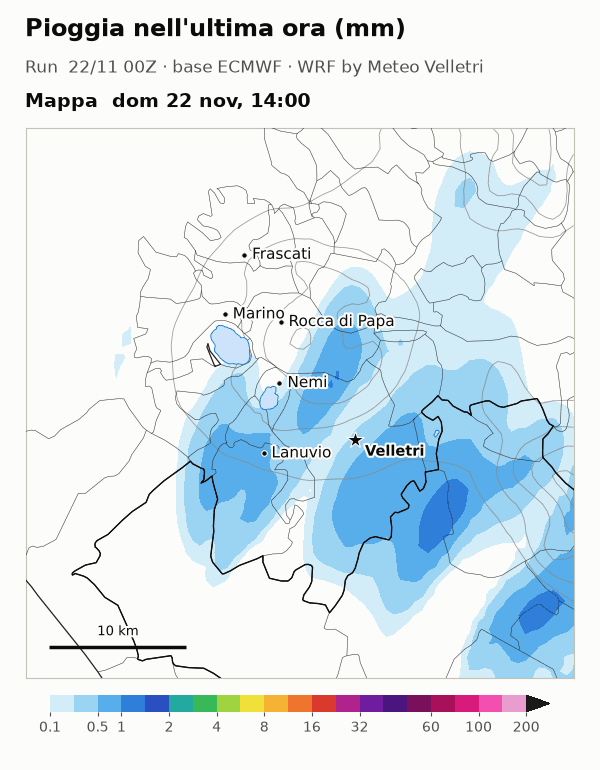 Pioggia nell'ultima ora (mm)
Run  22/11 00Z · base ECMWF · WRF by Meteo Velletri
Mappa  dom 22 nov, 14:00
Frascati
Marino
Rocca di Papa
Nemi
Velletri
Lanuvio
10 km
0.1 0.5 1 2 4 8 16 32 60 100 200